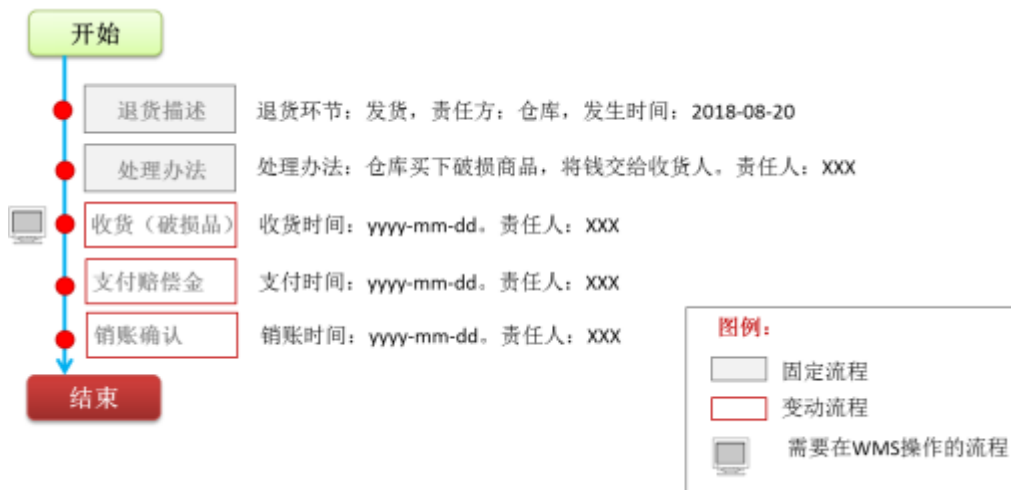 开始
退货描述 退货环节：发货，责任方：仓库，发生时间：2018-08-20
处理办法 处理办法：仓库买下破损商品，将钱交给收货人。责任人：XXX
收货（破损品） 收货时间：yyyy-mm-dd。责任人：XXX
支付赔偿金 支付时间：yyyy-mm-dd。责任人：XXX
销账确认 销账时间：yyyy-mm-dd。责任人：XXX
结束
图例：
固定流程
变动流程
需要在WMS操作的流程